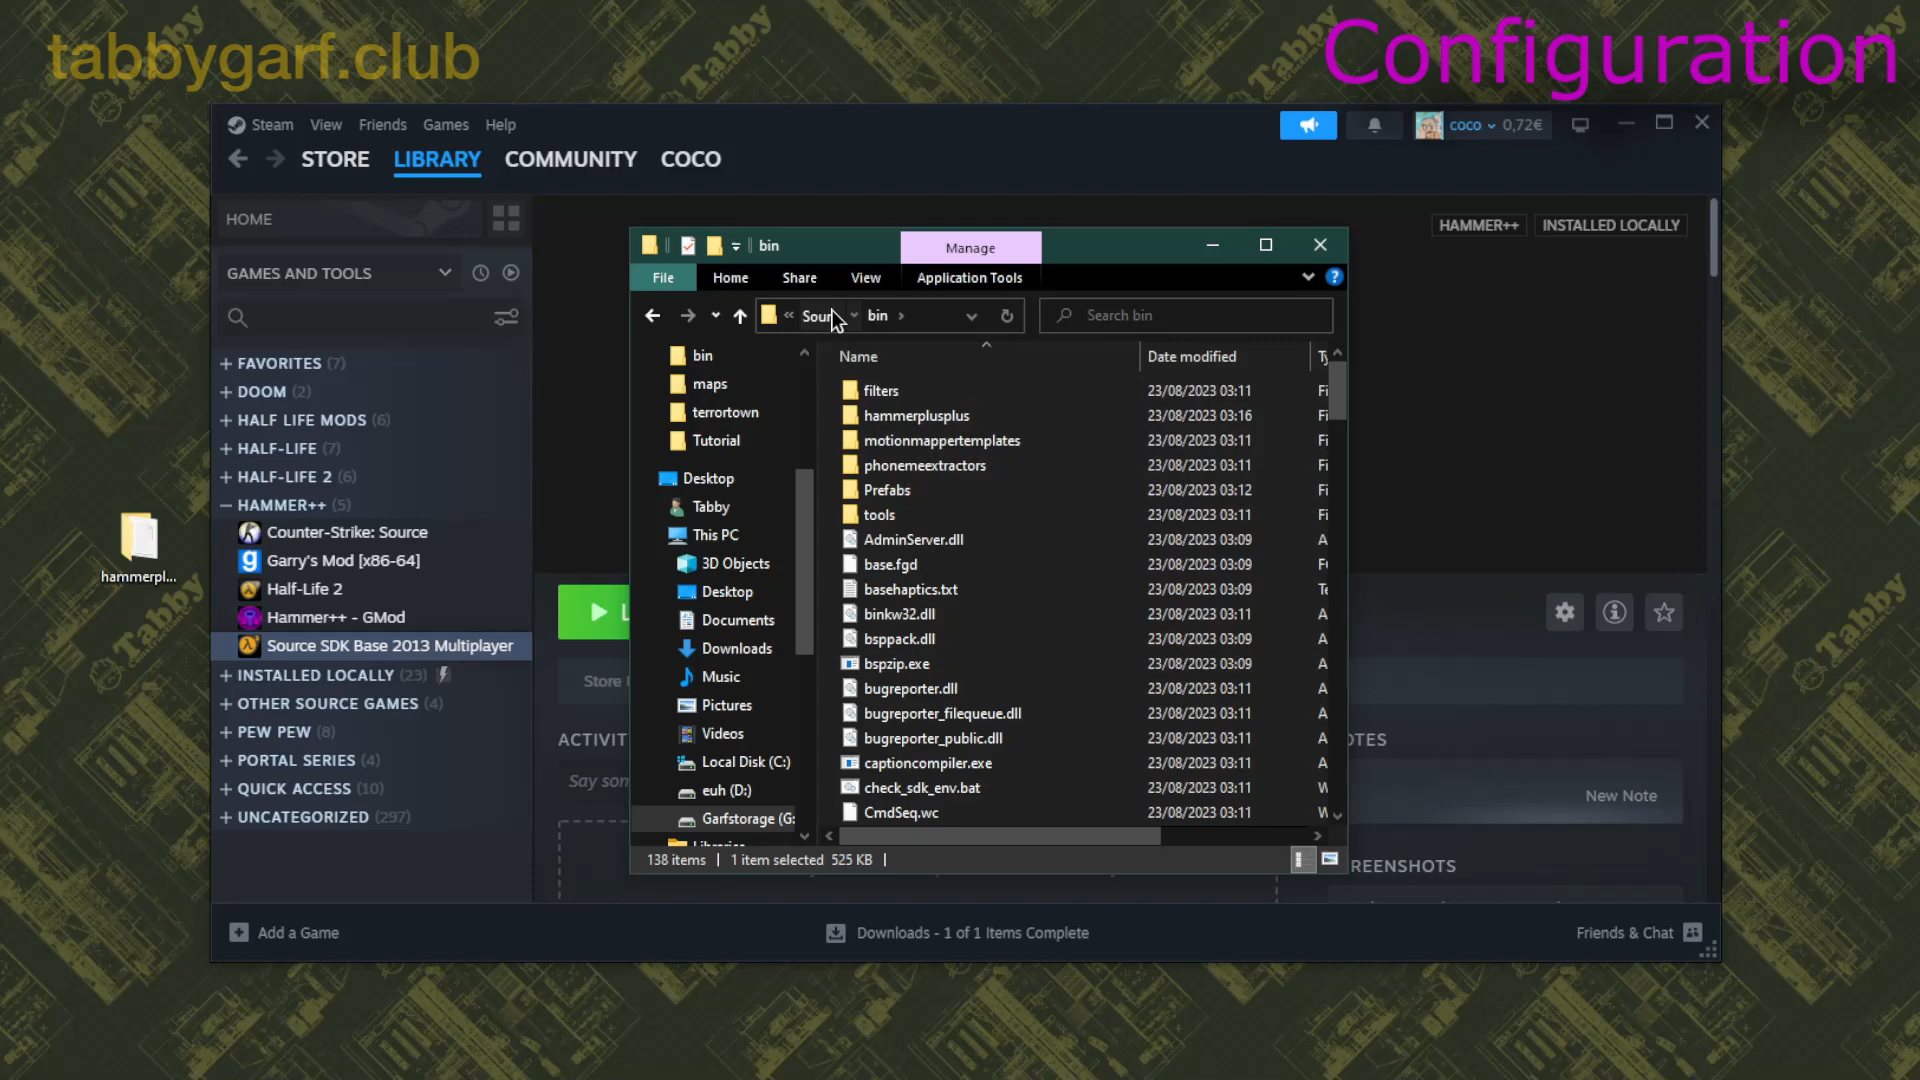 tabbygarf.club
Configuration
Steam View Friends Games Help
coco 0,72€
STORE LIBRARY COMMUNITY COCO
HOME
HAMMER++ INSTALLED LOCALLY
GAMES AND TOOLS
+ FAVORITES (7)
+ DOOM (2)
+ HALF LIFE MODS (6)
+ HALF-LIFE (7)
+ HALF-LIFE 2 (6)
— HAMMER++ (5)
Counter-Strike: Source
Garry's Mod [x86-64]
Half-Life 2
Hammer++ - GMod
Source SDK Base 2013 Multiplayer
+ INSTALLED LOCALLY (23)
+ OTHER SOURCE GAMES (4)
+ PEW PEW (8)
+ PORTAL SERIES (4)
+ QUICK ACCESS (10)
+ UNCATEGORIZED (297)
hammerpl...
bin
Manage
File Home Share View Application Tools
« Sour bin
Search bin
bin
maps
terrortown
Tutorial
Desktop
Tabby
This PC
3D Objects
Desktop
Documents
Downloads
Music
Pictures
Videos
Local Disk (C:)
euh (D:)
Garfstorage (G:
Name Date modified Ty
filters 23/08/2023 03:11 Fi
hammerplusplus 23/08/2023 03:16 Fi
motionmappertemplates 23/08/2023 03:11 Fi
phonemeextractors 23/08/2023 03:11 Fi
Prefabs 23/08/2023 03:12 Fi
tools 23/08/2023 03:11 Fi
AdminServer.dll 23/08/2023 03:09 A
base.fgd 23/08/2023 03:09 F
basehaptics.txt 23/08/2023 03:09 Te
binkw32.dll 23/08/2023 03:11 A
bsppack.dll 23/08/2023 03:09 A
bspzip.exe 23/08/2023 03:09 A
bugreporter.dll 23/08/2023 03:11 A
bugreporter_filequeue.dll 23/08/2023 03:11 A
bugreporter_public.dll 23/08/2023 03:11 A
captioncompiler.exe 23/08/2023 03:11 A
check_sdk_env.bat 23/08/2023 03:11 W
CmdSeq.wc 23/08/2023 03:11 W
138 items 1 item selected 525 KB
L
Store
ACTIVIT
Say son
OTES
New Note
REENSHOTS
Add a Game
Downloads - 1 of 1 Items Complete
Friends & Chat
Tabby